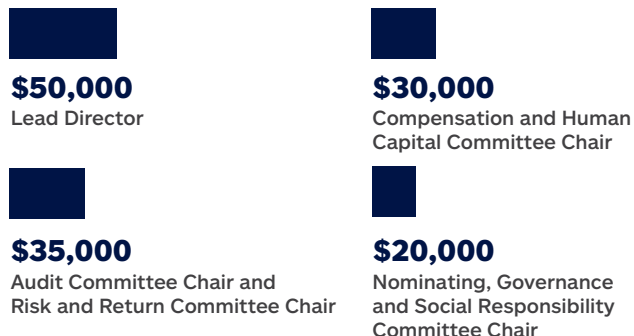 $50,000
Lead Director
$30,000
Compensation and Human
Capital Committee Chair
$35,000
Audit Committee Chair and
Risk and Return Committee Chair
$20,000
Nominating, Governance
and Social Responsibility
Committee Chair